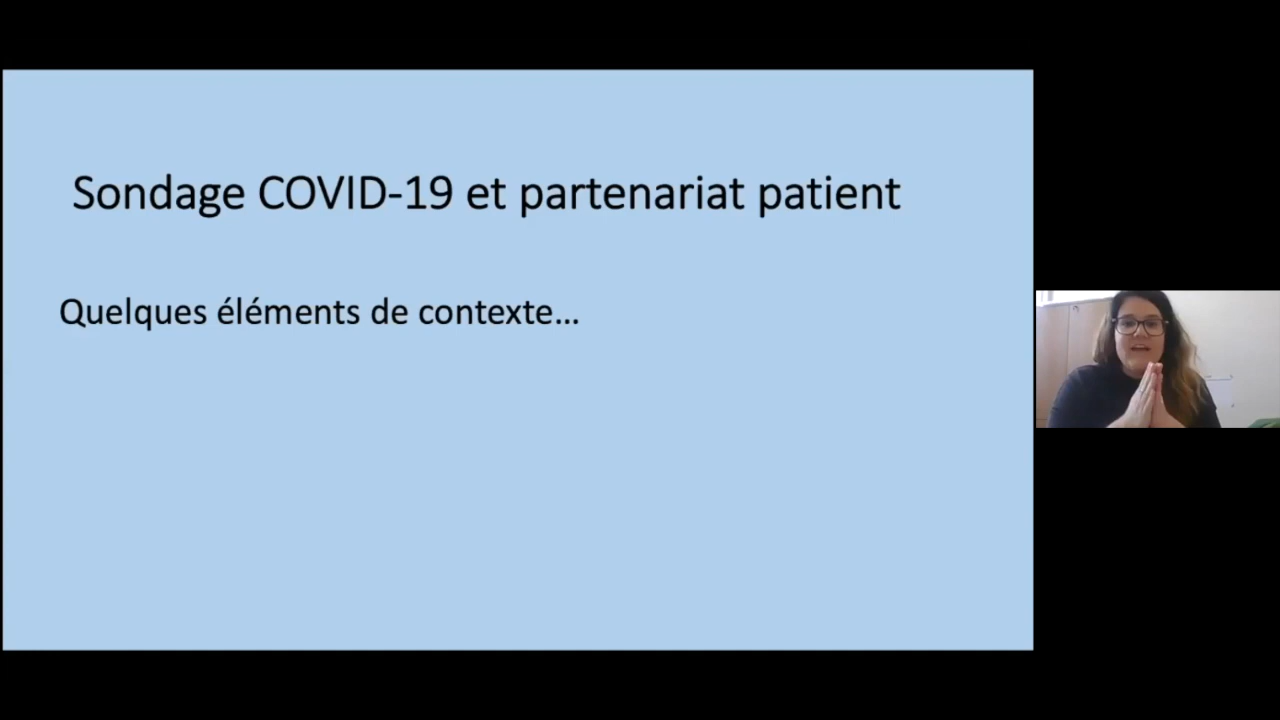 Sondage COVID-19 et partenariat patient
Quelques éléments de contexte…